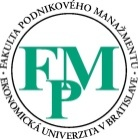 FAKULTA PODNIKOVÉHO MANAŽMENTU ·
EKONOMICKÁ UNIVERZITA V BRATISLAVE ·
FPM